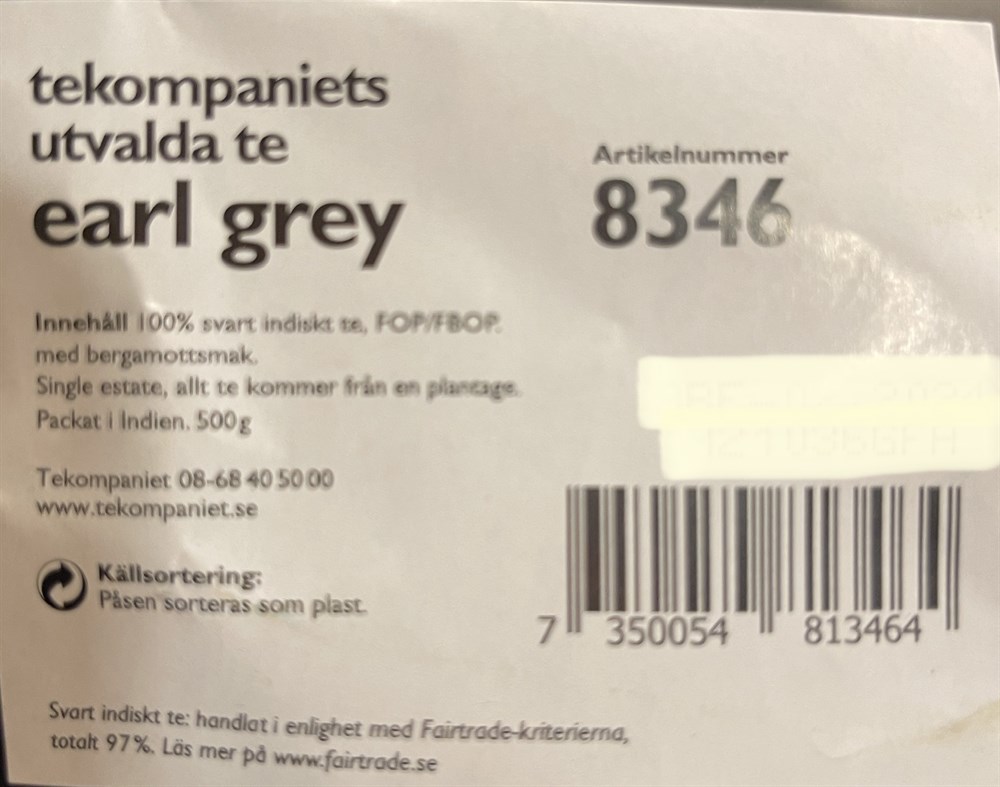 tekompaniets
utvalda te
earl grey
Artikelnummer
8346
Innehåll 100% svart indiskt te, FOP/FBOP.
med bergamottsmak.
Single estate, allt te kommer från en plantage.
Packat i Indien. 500g
Tekompaniet 08-68 40 50 00
www.tekompaniet.se
Källsortering:
Påsen sorteras som plast.
7 350054 813464
Svart indiskt te: handlat i enlighet med Fairtrade-kriterierna,
totalt 97%. Läs mer på www.fairtrade.se